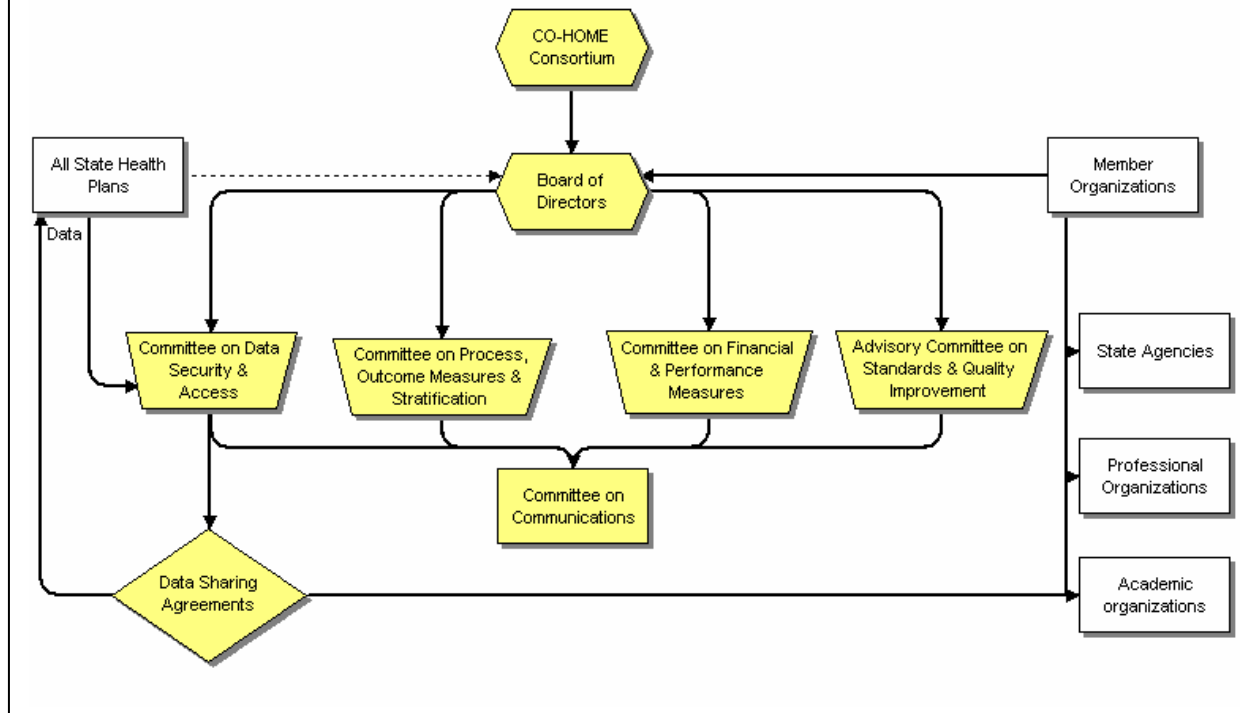 CO-HOME
Consortium
All State Health
Plans
Board of
Directors
Member
Organizations
Data
Committee on Data
Security &
Access
Committee on Process,
Outcome Measures &
Stratification
Committee on Financial
& Performance
Measures
Advisory Committee on
Standards & Quality
Improvement
State Agencies
Professional
Organizations
Committee on
Communications
Data Sharing
Agreements
Academic
organizations